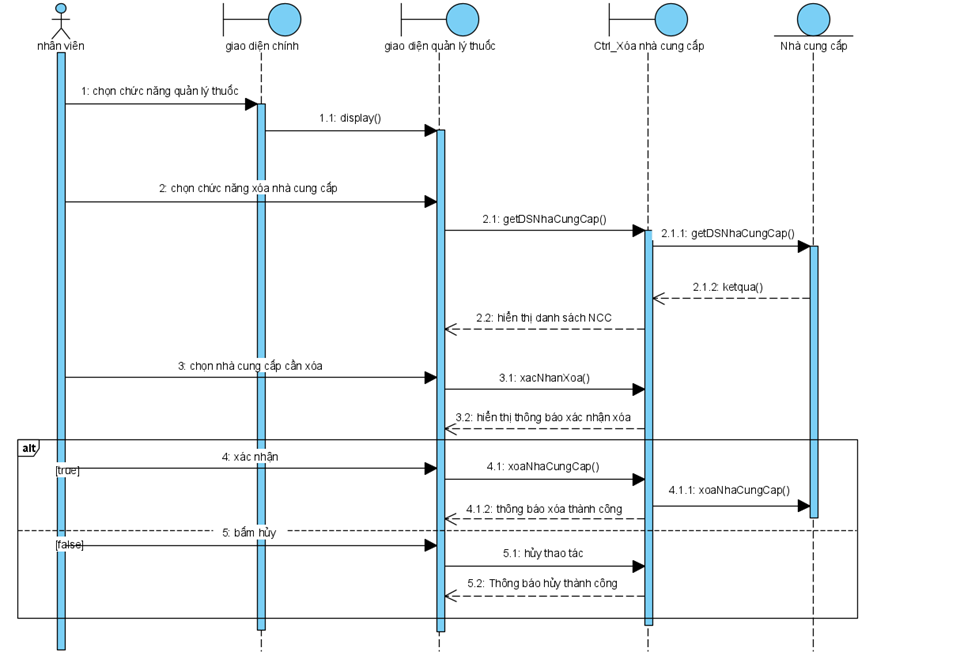 nhân viên
giao diện chính
giao diện quản lý thuốc
Ctrl_Xóa nhà cung cấp
Nhà cung cấp
1: chọn chức năng quản lý thuốc
1.1: display()
2: chọn chức năng xóa nhà cung cấp
2.1: getDSNhaCungCap()
2.1.1: getDSNhaCungCap()
2.1.2: ketqua()
2.2: hiển thị danh sách NCC
3: chọn nhà cung cấp cần xóa
3.1: xacNhanXoa()
3.2: hiển thị thông báo xác nhận xóa
alt
4: xác nhận
[true]
4.1: xoaNhaCungCap()
4.1.1: xoaNhaCungCap()
4.1.2: thông báo xóa thành công
5: bấm hủy
[false]
5.1: hủy thao tác
5.2: Thông báo hủy thành công